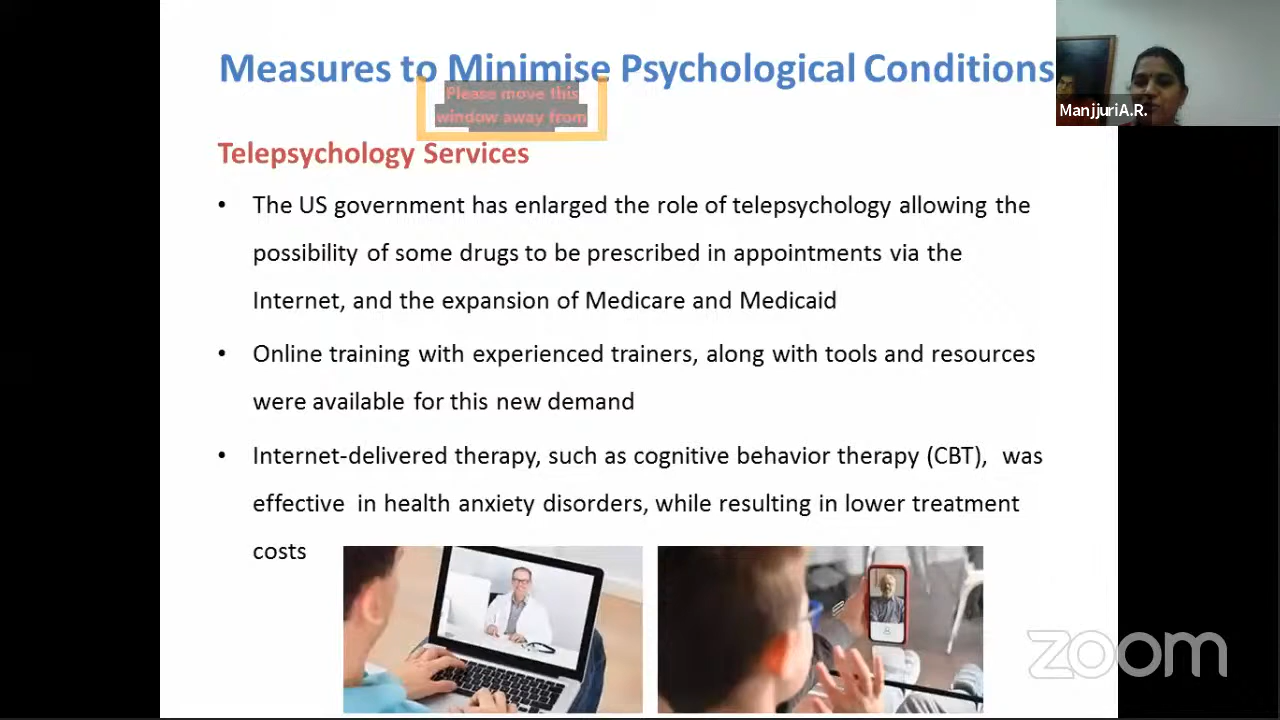 Measures to Minimise Psychological Conditions
Please move this
window away from
ManjjuriA.R.
Telepsychology Services
• The US government has enlarged the role of telepsychology allowing the
possibility of some drugs to be prescribed in appointments via the
Internet, and the expansion of Medicare and Medicaid
• Online training with experienced trainers, along with tools and resources
were available for this new demand
• Internet-delivered therapy, such as cognitive behavior therapy (CBT), was
effective in health anxiety disorders, while resulting in lower treatment
costs
zoom